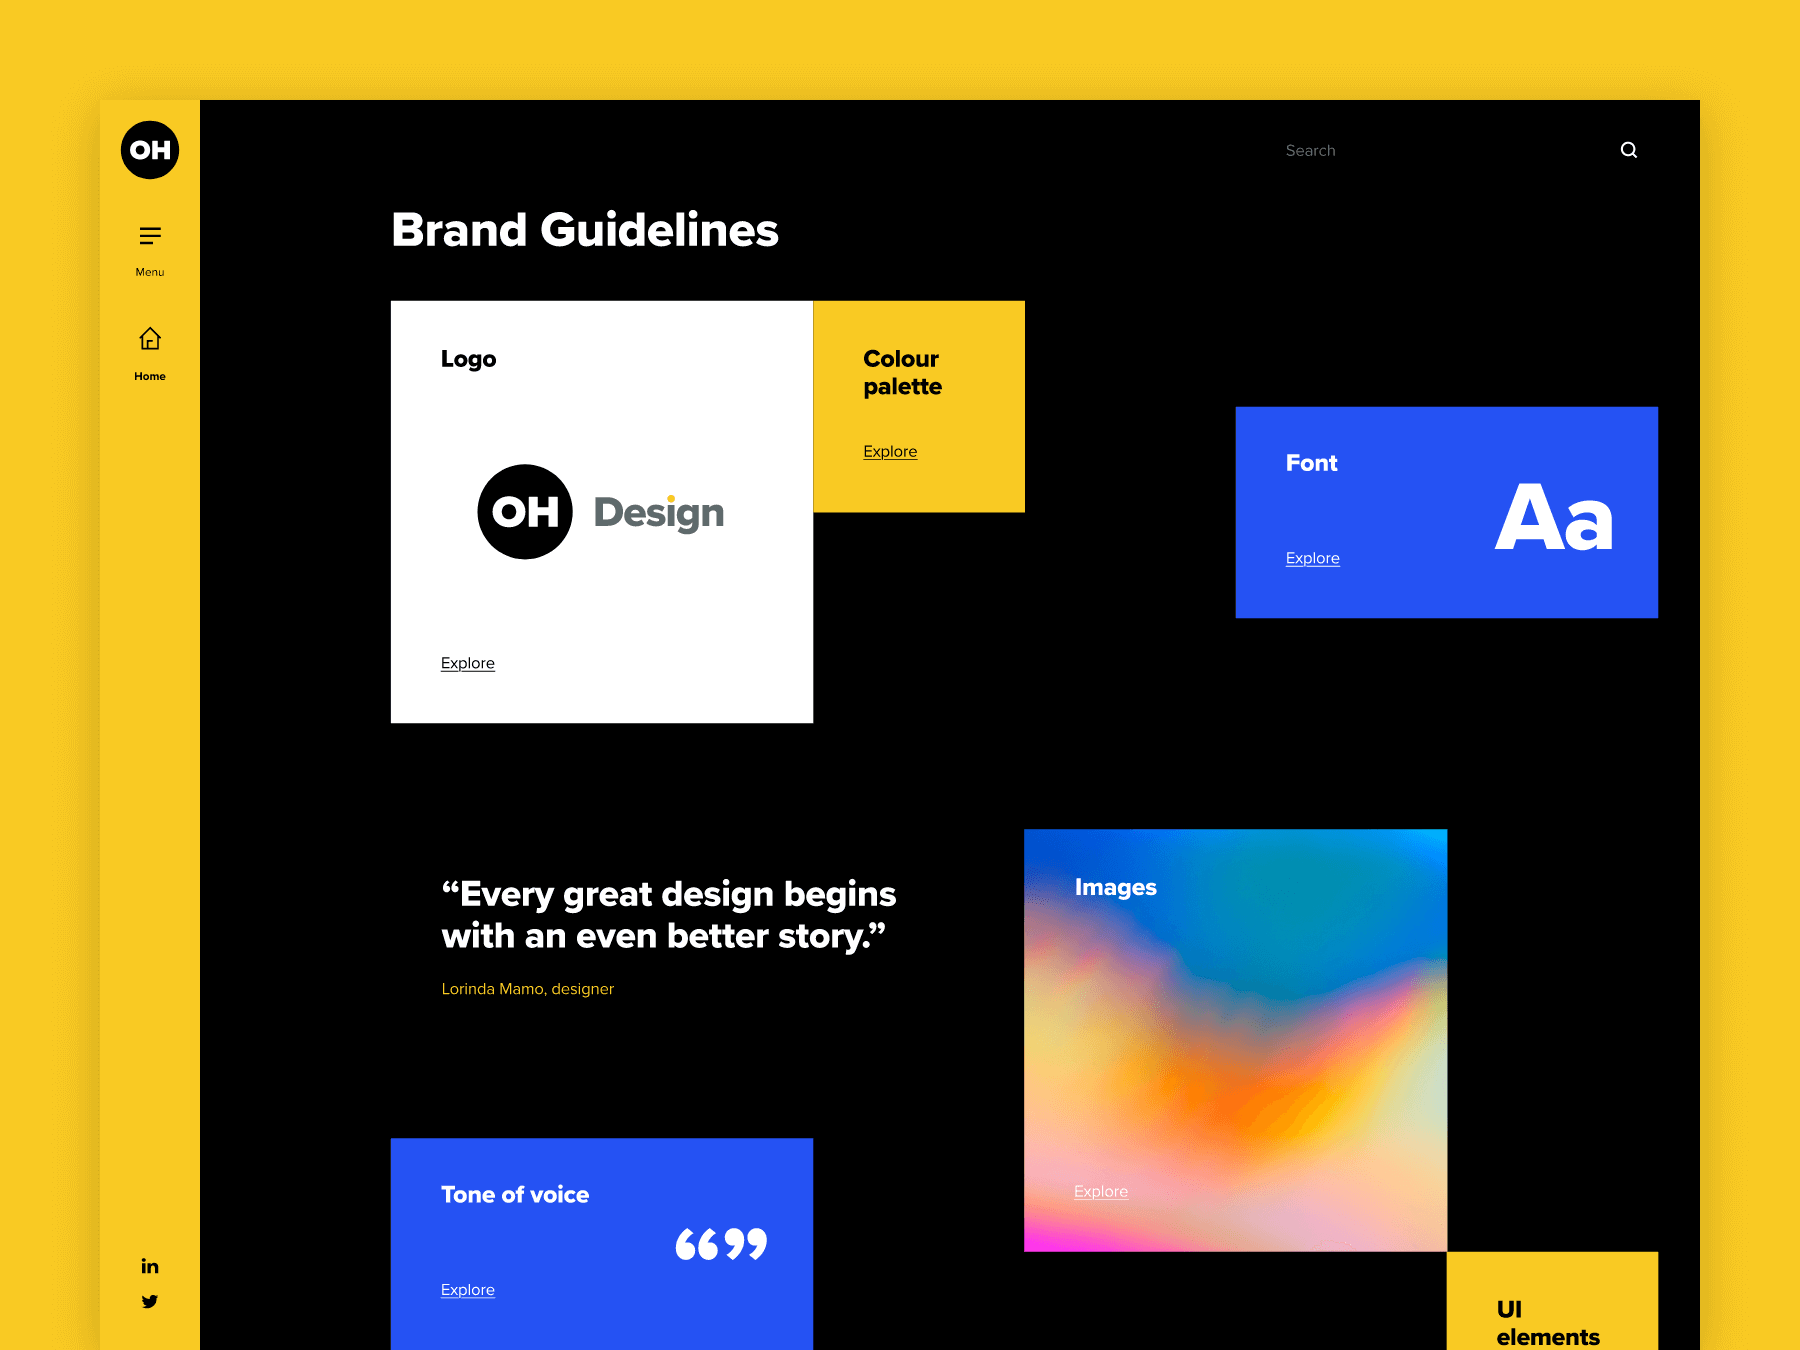 OH
Menu
Home
Search
Brand Guidelines
Logo
OH Design
Explore
Colour
palette
Explore
Font
Aa
Explore
“Every great design begins
with an even better story.”
Lorinda Mamo, designer
Images
Explore
Tone of voice
“”
Explore
UI
elements
in